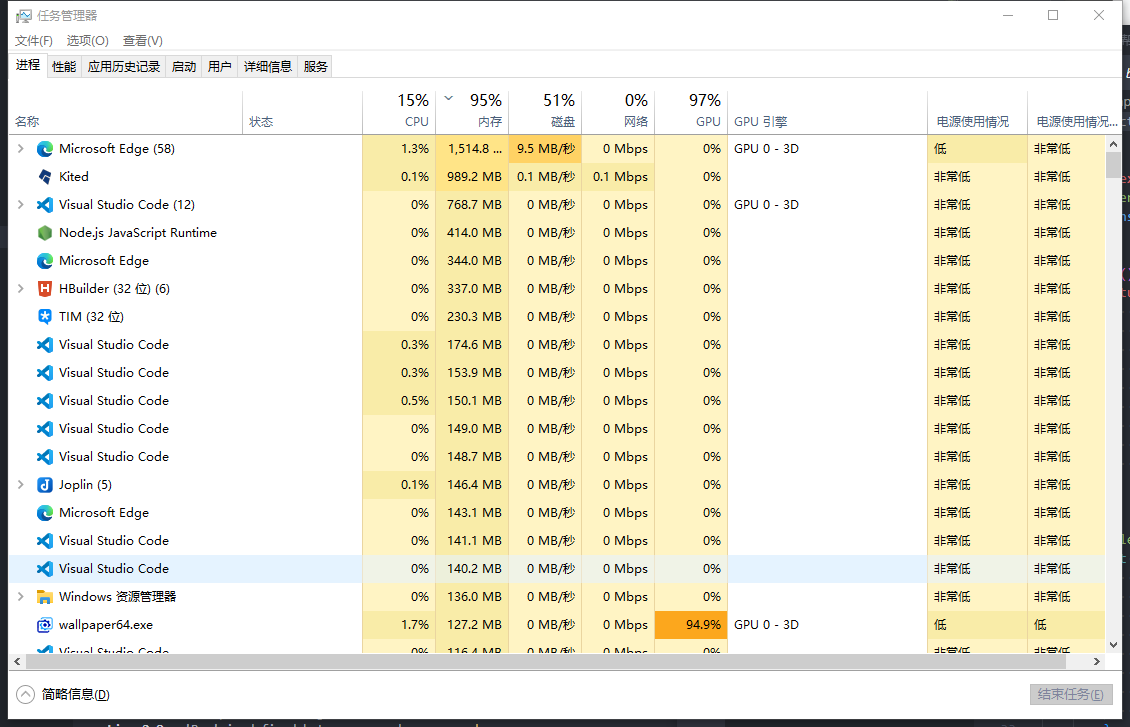 任务管理器
文件(F) 选项(O) 查看(V)
进程 性能 应用历史记录 启动 用户 详细信息 服务
15% 95% 51% 0% 97%
名称 状态 CPU 内存 磁盘 网络 GPU GPU 引擎 电源使用情况 电源使用情况...
Microsoft Edge (58) 1.3% 1,514.8 ... 9.5 MB/秒 0 Mbps 0% GPU 0 - 3D 低 非常低
Kited 0.1% 989.2 MB 0.1 MB/秒 0.1 Mbps 0% 非常低 非常低
Visual Studio Code (12) 0% 768.7 MB 0 MB/秒 0 Mbps 0% GPU 0 - 3D 非常低 非常低
Node.js JavaScript Runtime 0% 414.0 MB 0 MB/秒 0 Mbps 0% 非常低 非常低
Microsoft Edge 0% 344.0 MB 0 MB/秒 0 Mbps 0% 非常低 非常低
HBuilder (32 位) (6) 0% 337.0 MB 0 MB/秒 0 Mbps 0% 非常低 非常低
TIM (32 位) 0% 230.3 MB 0 MB/秒 0 Mbps 0% 非常低 非常低
Visual Studio Code 0.3% 174.6 MB 0 MB/秒 0 Mbps 0% 非常低 非常低
Visual Studio Code 0.3% 153.9 MB 0 MB/秒 0 Mbps 0% 非常低 非常低
Visual Studio Code 0.5% 150.1 MB 0 MB/秒 0 Mbps 0% 非常低 非常低
Visual Studio Code 0% 149.0 MB 0 MB/秒 0 Mbps 0% 非常低 非常低
Visual Studio Code 0% 148.7 MB 0 MB/秒 0 Mbps 0% 非常低 非常低
Joplin (5) 0.1% 146.4 MB 0 MB/秒 0 Mbps 0% 非常低 非常低
Microsoft Edge 0% 143.1 MB 0 MB/秒 0 Mbps 0% 非常低 非常低
Visual Studio Code 0% 141.1 MB 0 MB/秒 0 Mbps 0% 非常低 非常低
Visual Studio Code 0% 140.2 MB 0 MB/秒 0 Mbps 0% 非常低 非常低
Windows 资源管理器 0% 136.0 MB 0 MB/秒 0 Mbps 0% 非常低 非常低
wallpaper64.exe 1.7% 127.2 MB 0 MB/秒 0 Mbps 94.9% GPU 0 - 3D 低 低
Visual Studio Code 0% 116.4 MB 0 MB/秒 0 Mbps 0% 非常低 非常低
简略信息(D) 结束任务(E)